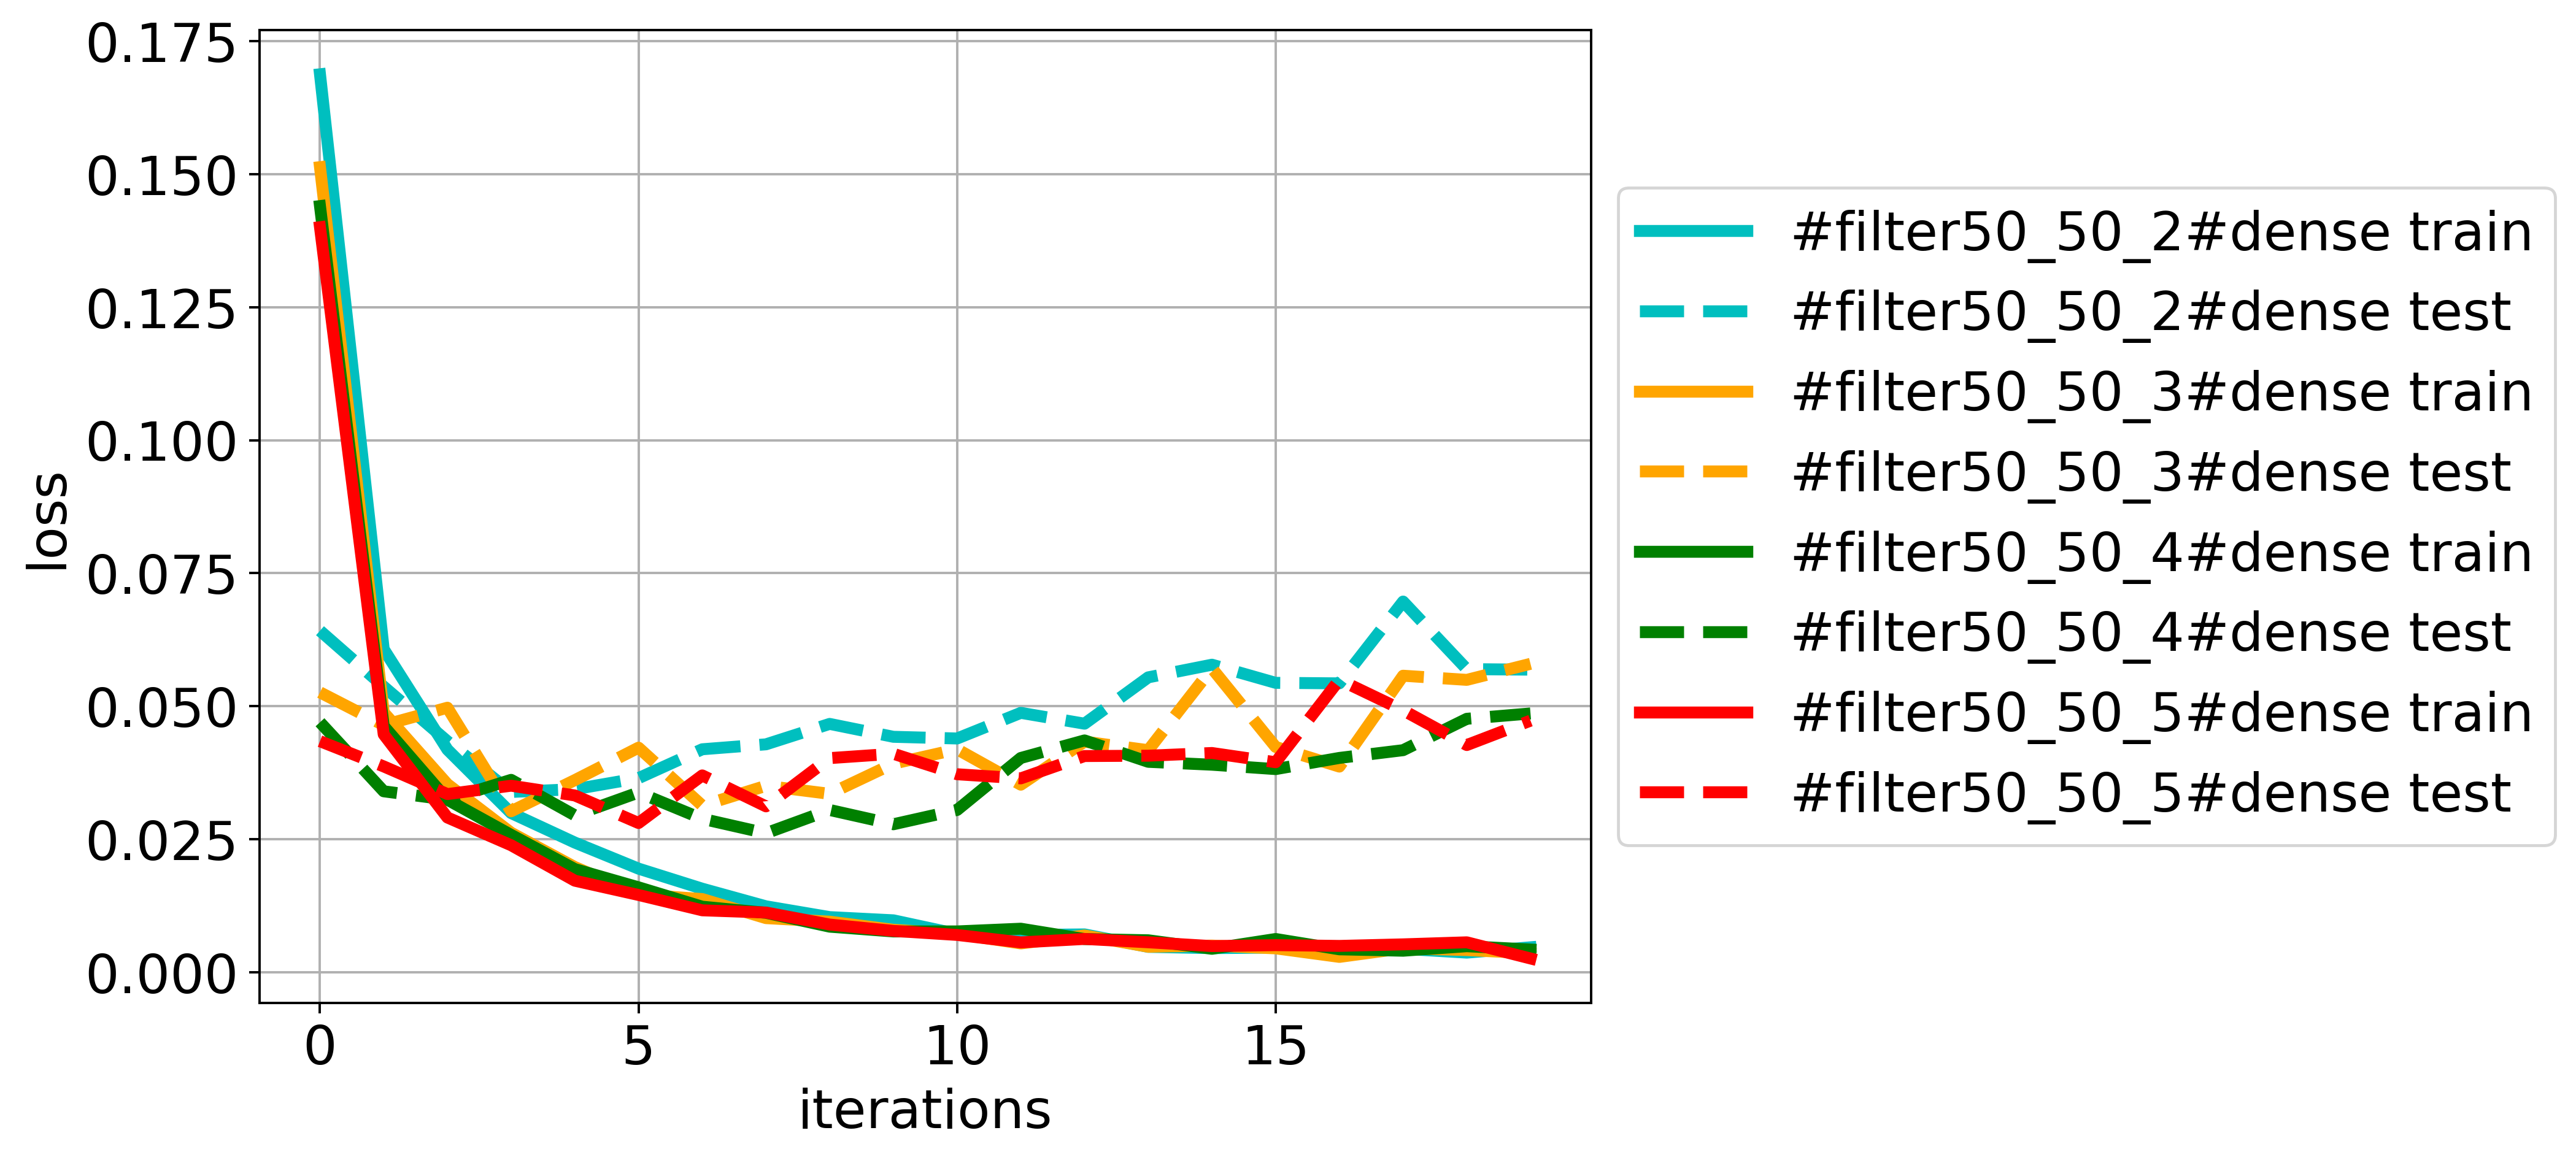 0.175
0.150
0.125
0.100
0.075
0.050
0.025
0.000
loss
0 5 10 15
iterations
#filter50_50_2#dense train
#filter50_50_2#dense test
#filter50_50_3#dense train
#filter50_50_3#dense test
#filter50_50_4#dense train
#filter50_50_4#dense test
#filter50_50_5#dense train
#filter50_50_5#dense test